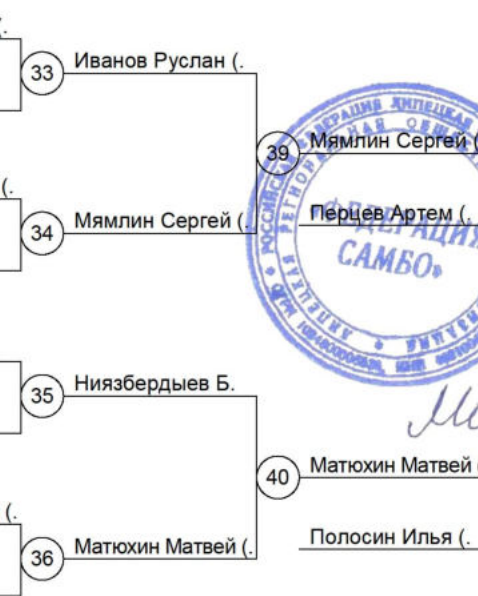 (.
33
Иванов Руслан (.
39
Мямлин Сергей (
(.
34
Мямлин Сергей (.
Перцев Артем (.
«ФЕДЕРАЦИЯ
САМБО»
35
Ниязбердыев Б.
40
Матюхин Матвей
Полосин Илья (.
(.
36
Матюхин Матвей (.